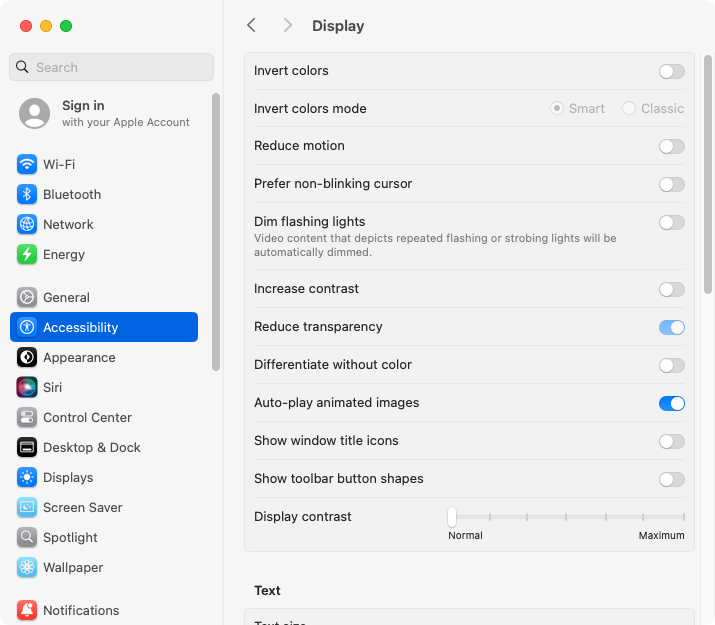 Display
Search
Sign in
with your Apple Account
Wi-Fi
Bluetooth
Network
Energy
General
Accessibility
Appearance
Siri
Control Center
Desktop & Dock
Displays
Screen Saver
Spotlight
Wallpaper
Notifications
Invert colors
Invert colors mode
Smart
Classic
Reduce motion
Prefer non-blinking cursor
Dim flashing lights
Video content that depicts repeated flashing or strobing lights will be
automatically dimmed.
Increase contrast
Reduce transparency
Differentiate without color
Auto-play animated images
Show window title icons
Show toolbar button shapes
Display contrast
Normal
Maximum
Text
Text size